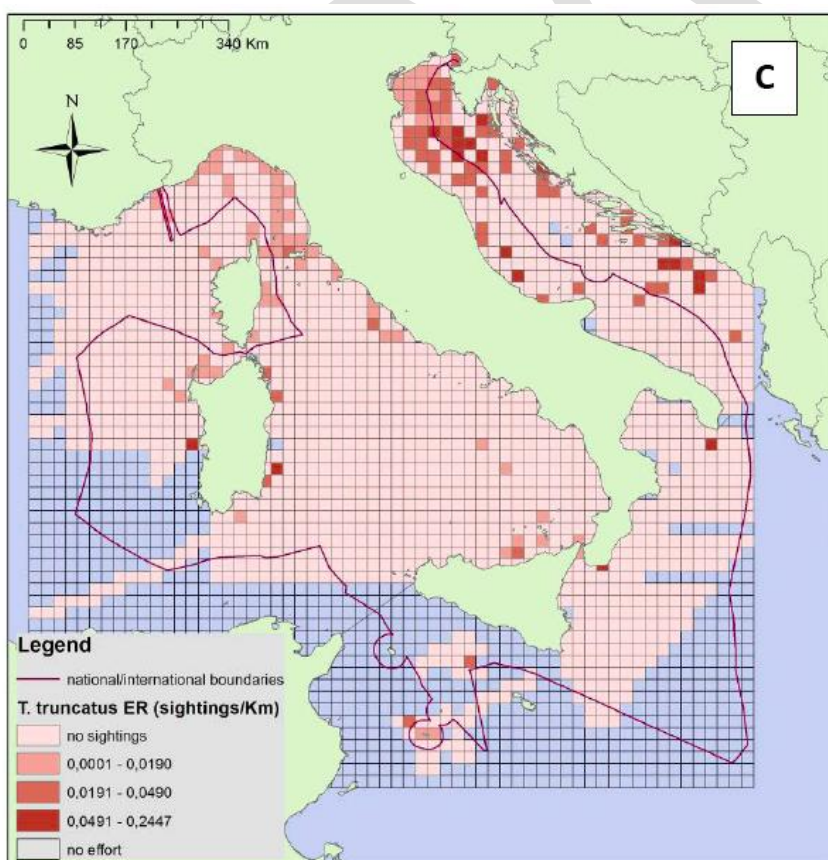 0 85 170 340 Km
C
N
Legend
national/international boundaries
T. truncatus ER (sightings/Km)
no sightings
0,0001 - 0,0190
0,0191 - 0,0490
0,0491 - 0,2447
no effort